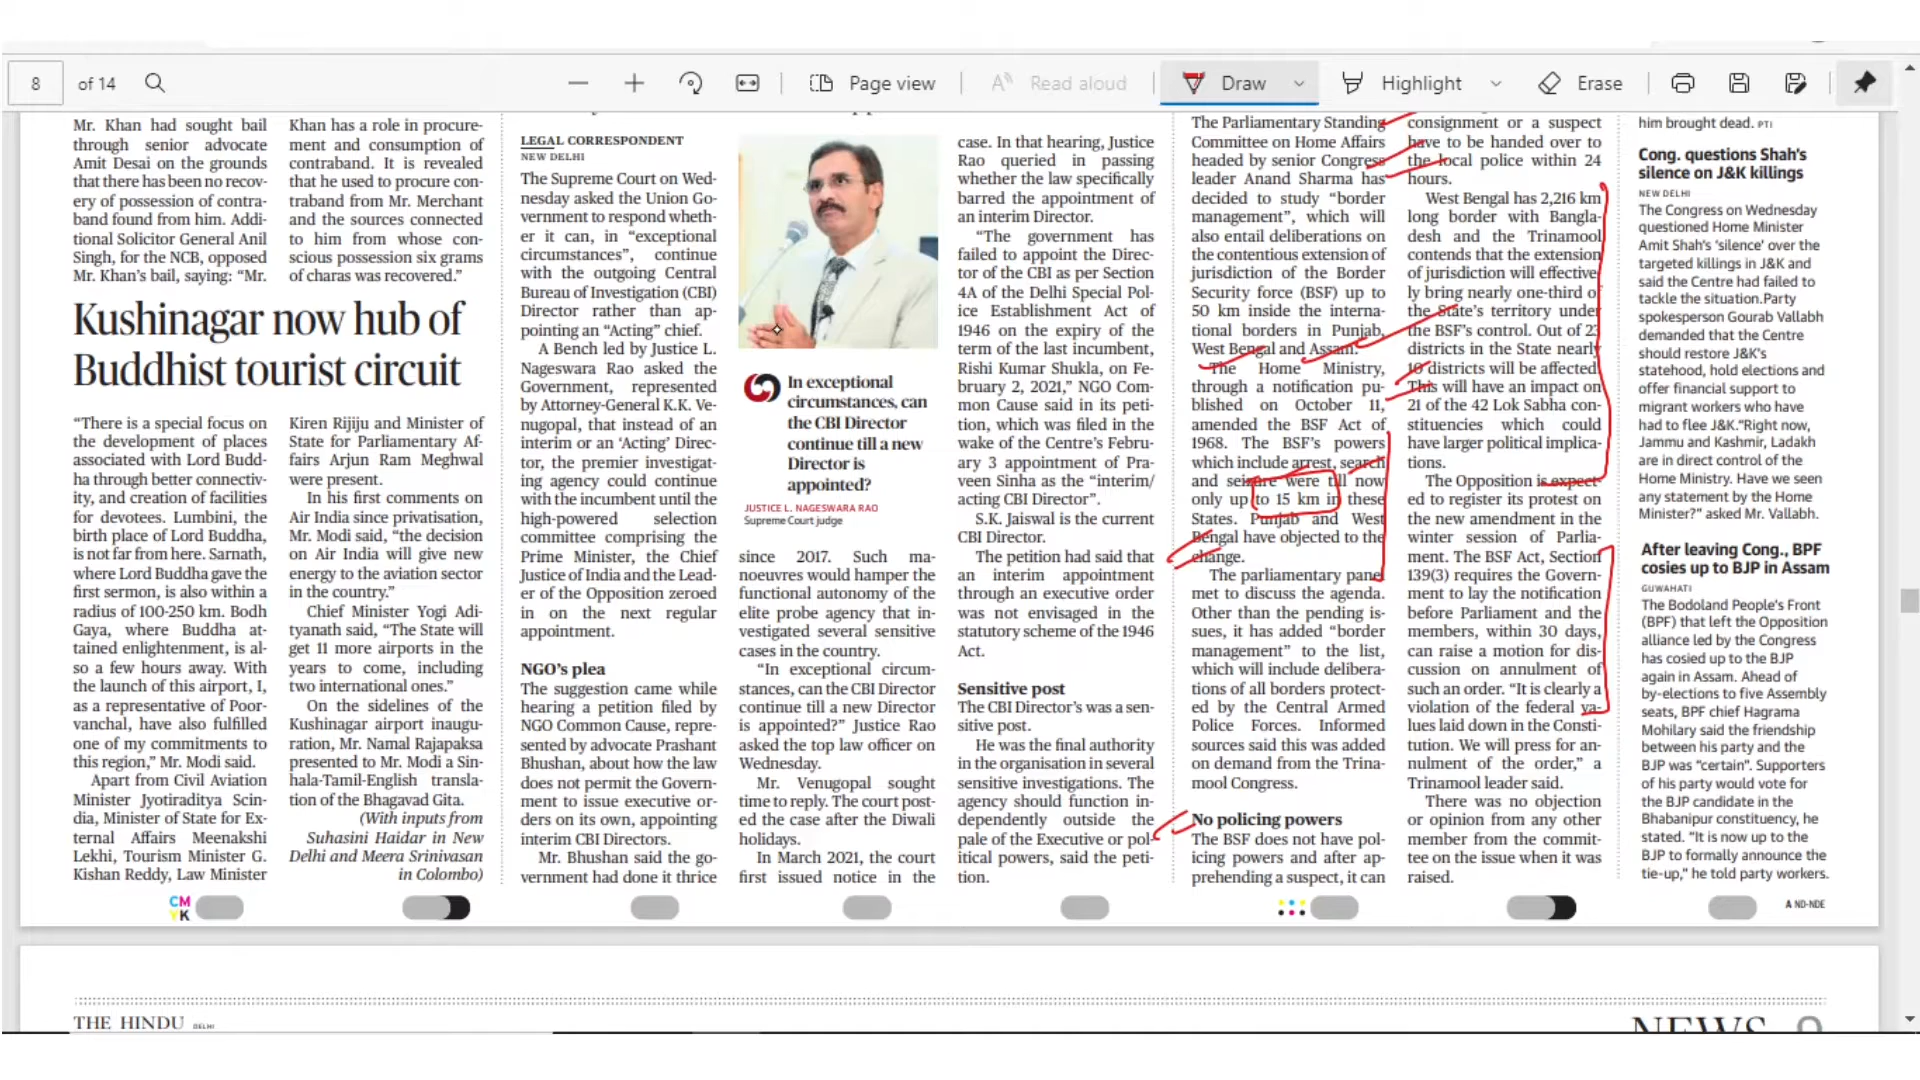 8
of 14
Page view
Read aloud
Draw
Highlight
Erase
Mr. Khan had sought bail
through senior advocate
Amit Desai on the grounds
that there has been no recov-
ery of possession of contra-
band found from him. Addi-
tional Solicitor General Anil
Singh, for the NCB, opposed
Mr. Khan's bail, saying: “Mr.
Khan has a role in procure-
ment and consumption of
contraband. It is revealed
that he used to procure con-
traband from Mr. Merchant
and the sources connected
to him from whose con-
scious possession six grams
of charas was recovered.”
Kushinagar now hub of
Buddhist tourist circuit
“There is a special focus on
the development of places
associated with Lord Budd-
ha through better connectiv-
ity, and creation of facilities
for devotees. Lumbini, the
birth place of Lord Buddha,
is not far from here. Sarnath,
where Lord Buddha gave the
first sermon, is also within a
radius of 100-250 km. Bodh
Gaya, where Buddha at-
tained enlightenment, is al-
so a few hours away. With
the launch of this airport, I,
as a representative of Poor-
vanchal, have also fulfilled
one of my commitments to
this region,” Mr. Modi said.
Apart from Civil Aviation
Minister Jyotiraditya Scin-
dia, Minister of State for Ex-
ternal Affairs Meenakshi
Lekhi, Tourism Minister G.
Kishan Reddy, Law Minister
Kiren Rijiju and Minister of
State for Parliamentary Af-
fairs Arjun Ram Meghwal
were present.
In his first comments on
Air India since privatisation,
Mr. Modi said, “the decision
on Air India will give new
energy to the aviation sector
in the country.”
Chief Minister Yogi Adi-
tyanath said, “The State will
get 11 more airports in the
years to come, including
two international ones.”
On the sidelines of the
Kushinagar airport inaugu-
ration, Mr. Namal Rajapaksa
presented to Mr. Modi a Sin-
hala-Tamil-English transla-
tion of the Bhagavad Gita.
(With inputs from
Suhasini Haidar in New
Delhi and Meera Srinivasan
in Colombo)
LEGAL CORRESPONDENT
NEW DELHI
The Supreme Court on Wed-
nesday asked the Union Go-
vernment to respond wheth-
er it can, in “exceptional
circumstances”, continue
with the outgoing Central
Bureau of Investigation (CBI)
Director rather than ap-
pointing an “Acting” chief.
A Bench led by Justice L.
Nageswara Rao asked the
Government, represented
by Attorney-General K.K. Ve-
nugopal, that instead of an
interim or an ‘Acting’ Direc-
tor, the premier investigat-
ing agency could continue
with the incumbent until the
high-powered selection
committee comprising the
Prime Minister, the Chief
Justice of India and the Lead-
er of the Opposition zeroed
in on the next regular
appointment.
NGO's plea
The suggestion came while
hearing a petition filed by
NGO Common Cause, repre-
sented by advocate Prashant
Bhushan, about how the law
does not permit the Govern-
ment to issue executive or-
ders on its own, appointing
interim CBI Directors.
Mr. Bhushan said the go-
vernment had done it thrice
In exceptional
circumstances, can
the CBI Director
continue till a new
Director is
appointed?
JUSTICE L. NAGESWARA RAO
Supreme Court judge
since 2017. Such ma-
noeuvres would hamper the
functional autonomy of the
elite probe agency that in-
vestigated several sensitive
cases in the country.
“In exceptional circum-
stances, can the CBI Director
continue till a new Director
is appointed?” Justice Rao
asked the top law officer on
Wednesday.
Mr. Venugopal sought
time to reply. The court post-
ed the case after the Diwali
holidays.
In March 2021, the court
first issued notice in the
case. In that hearing, Justice
Rao queried in passing
whether the law specifically
barred the appointment of
an interim Director.
“The government has
failed to appoint the Direc-
tor of the CBI as per Section
4A of the Delhi Special Pol-
ice Establishment Act of
1946 on the expiry of the
term of the last incumbent,
Rishi Kumar Shukla, on Fe-
bruary 2, 2021,” NGO Com-
mon Cause said in its peti-
tion, which was filed in the
wake of the Centre's Febru-
ary 3 appointment of Pra-
veen Sinha as the “interim/
acting CBI Director”.
S.K. Jaiswal is the current
CBI Director.
The petition had said that
an interim appointment
through an executive order
was not envisaged in the
statutory scheme of the 1946
Act.
Sensitive post
The CBI Director's was a sen-
sitive post.
He was the final authority
in the organisation in several
sensitive investigations. The
agency should function in-
dependently outside the
pale of the Executive or pol-
itical powers, said the peti-
tion.
The Parliamentary Standing
Committee on Home Affairs
headed by senior Congress
leader Anand Sharma has
decided to study “border
management”, which will
also entail deliberations on
the contentious extension of
jurisdiction of the Border
Security force (BSF) up to
50 km inside the interna-
tional borders in Punjab,
West Bengal and Assam.
The Home Ministry,
through a notification pu-
blished on October 11,
amended the BSF Act of
1968. The BSF's powers
which include arrest, search
and seizure were till now
only up to 15 km in these
States. Punjab and West
Bengal have objected to the
change.
The parliamentary panel
met to discuss the agenda.
Other than the pending is-
sues, it has added “border
management” to the list,
which will include delibera-
tions of all borders protect-
ed by the Central Armed
Police Forces. Informed
sources said this was added
on demand from the Trina-
mool Congress.
No policing powers
The BSF does not have pol-
icing powers and after ap-
prehending a suspect, it can
consignment or a suspect
have to be handed over to
the local police within 24
hours.
West Bengal has 2,216 km
long border with Bangla-
desh and the Trinamool
contends that the extension
of jurisdiction will effective-
ly bring nearly one-third of
the State's territory under
the BSF's control. Out of 23
districts in the State nearly
10 districts will be affected.
This will have an impact on
21 of the 42 Lok Sabha con-
stituencies which could
have larger political implica-
tions.
The Opposition is expect-
ed to register its protest on
the new amendment in the
winter session of Parlia-
ment. The BSF Act, Section
139(3) requires the Govern-
ment to lay the notification
before Parliament and the
members, within 30 days,
can raise a motion for dis-
cussion on annulment of
such an order. “It is clearly a
violation of the federal va-
lues laid down in the Consti-
tution. We will press for an-
nulment of the order,” a
Trinamool leader said.
There was no objection
or opinion from any other
member from the commit-
tee on the issue when it was
raised.
him brought dead. PTI
Cong. questions Shah's
silence on J&K killings
NEW DELHI
The Congress on Wednesday
questioned Home Minister
Amit Shah's ‘silence’ over the
targeted killings in J&K and
said the Centre had failed to
tackle the situation.Party
spokesperson Gourab Vallabh
demanded that the Centre
should restore J&K's
statehood, hold elections and
offer financial support to
migrant workers who have
had to flee J&K."Right now,
Jammu and Kashmir, Ladakh
are in direct control of the
Home Ministry. Have we seen
any statement by the Home
Minister?" asked Mr. Vallabh.
After leaving Cong., BPF
cosies up to BJP in Assam
GUWAHATI
The Bodoland People's Front
(BPF) that left the Opposition
alliance led by the Congress
has cosied up to the BJP
again in Assam. Ahead of
by-elections to five Assembly
seats, BPF chief Hagrama
Mohilary said the friendship
between his party and the
BJP was “certain”. Supporters
of his party would vote for
the BJP candidate in the
Bhabanipur constituency, he
stated. "It is now up to the
BJP to formally announce the
tie-up," he told party workers.
CM
YK
A ND-NDE
THE HINDU DELHI
NEWS 9